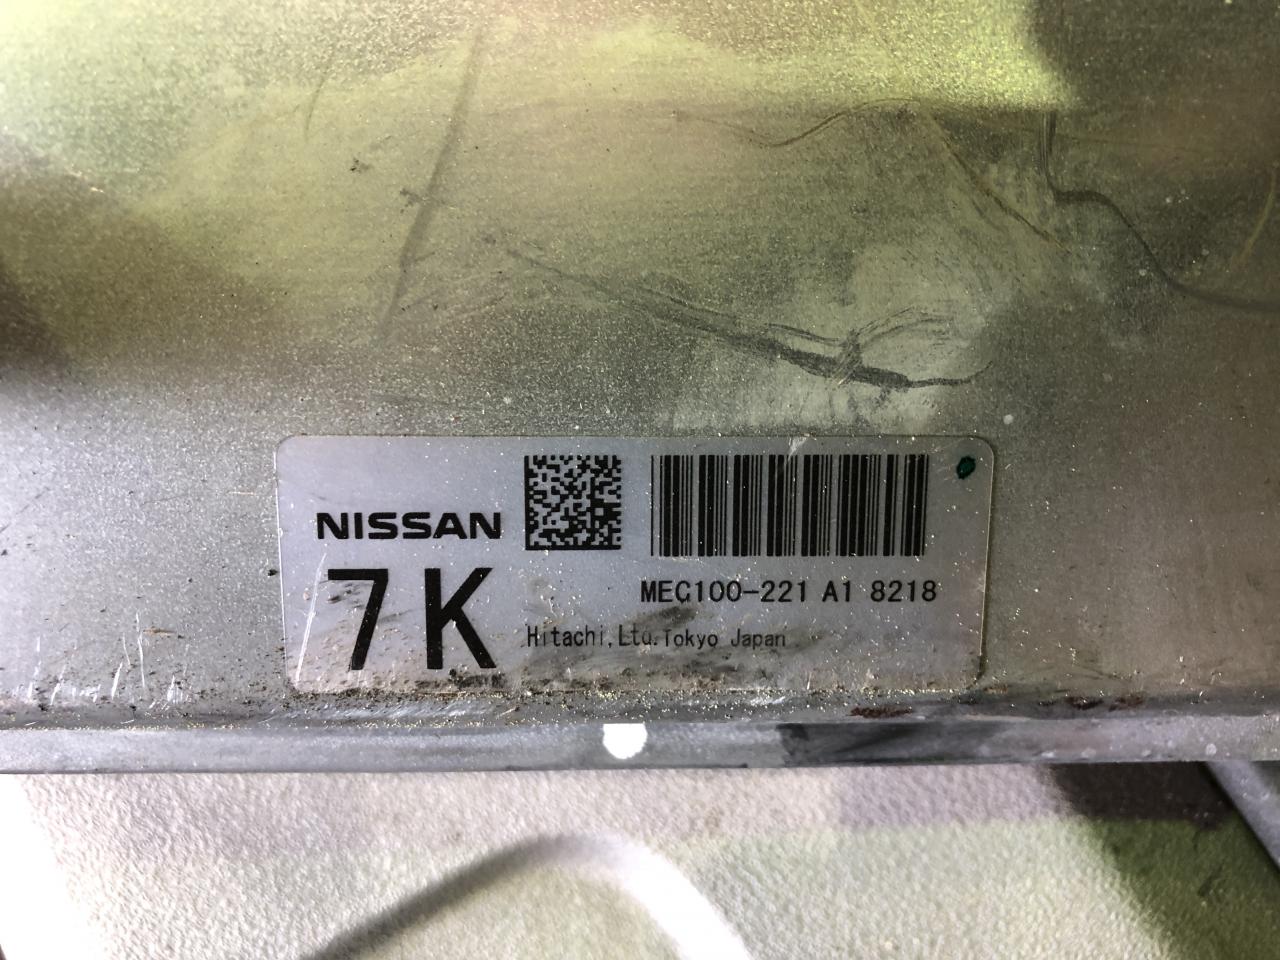 NISSAN
7K
MEC100-221 A1 8218
Hitachi,Ltd.Tokyo Japan